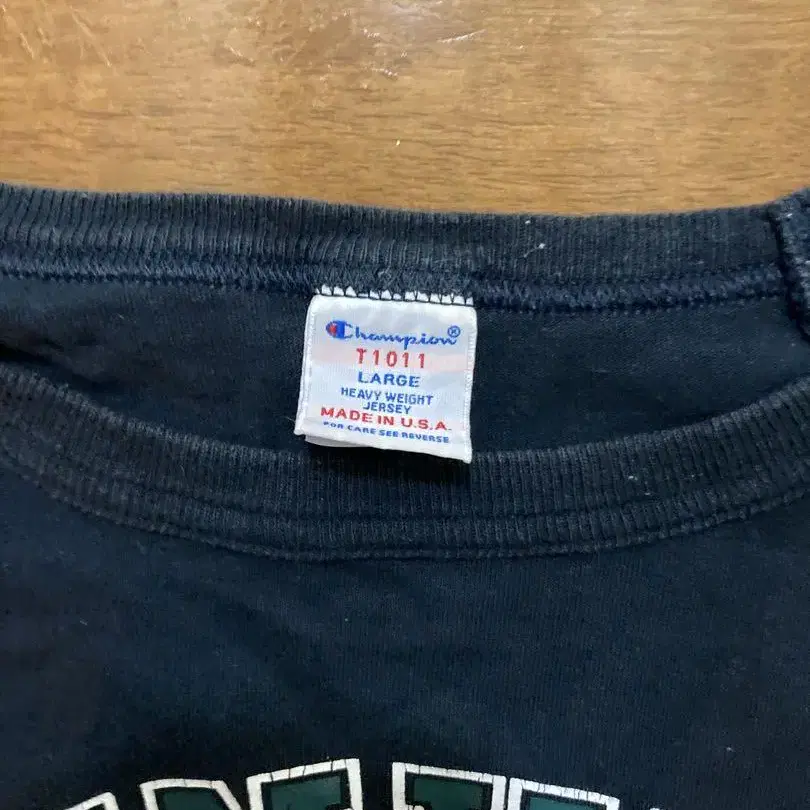 Champion®
T1011
LARGE
HEAVY WEIGHT
JERSEY
MADE IN U.S.A.
FOR CARE SEE REVERSE